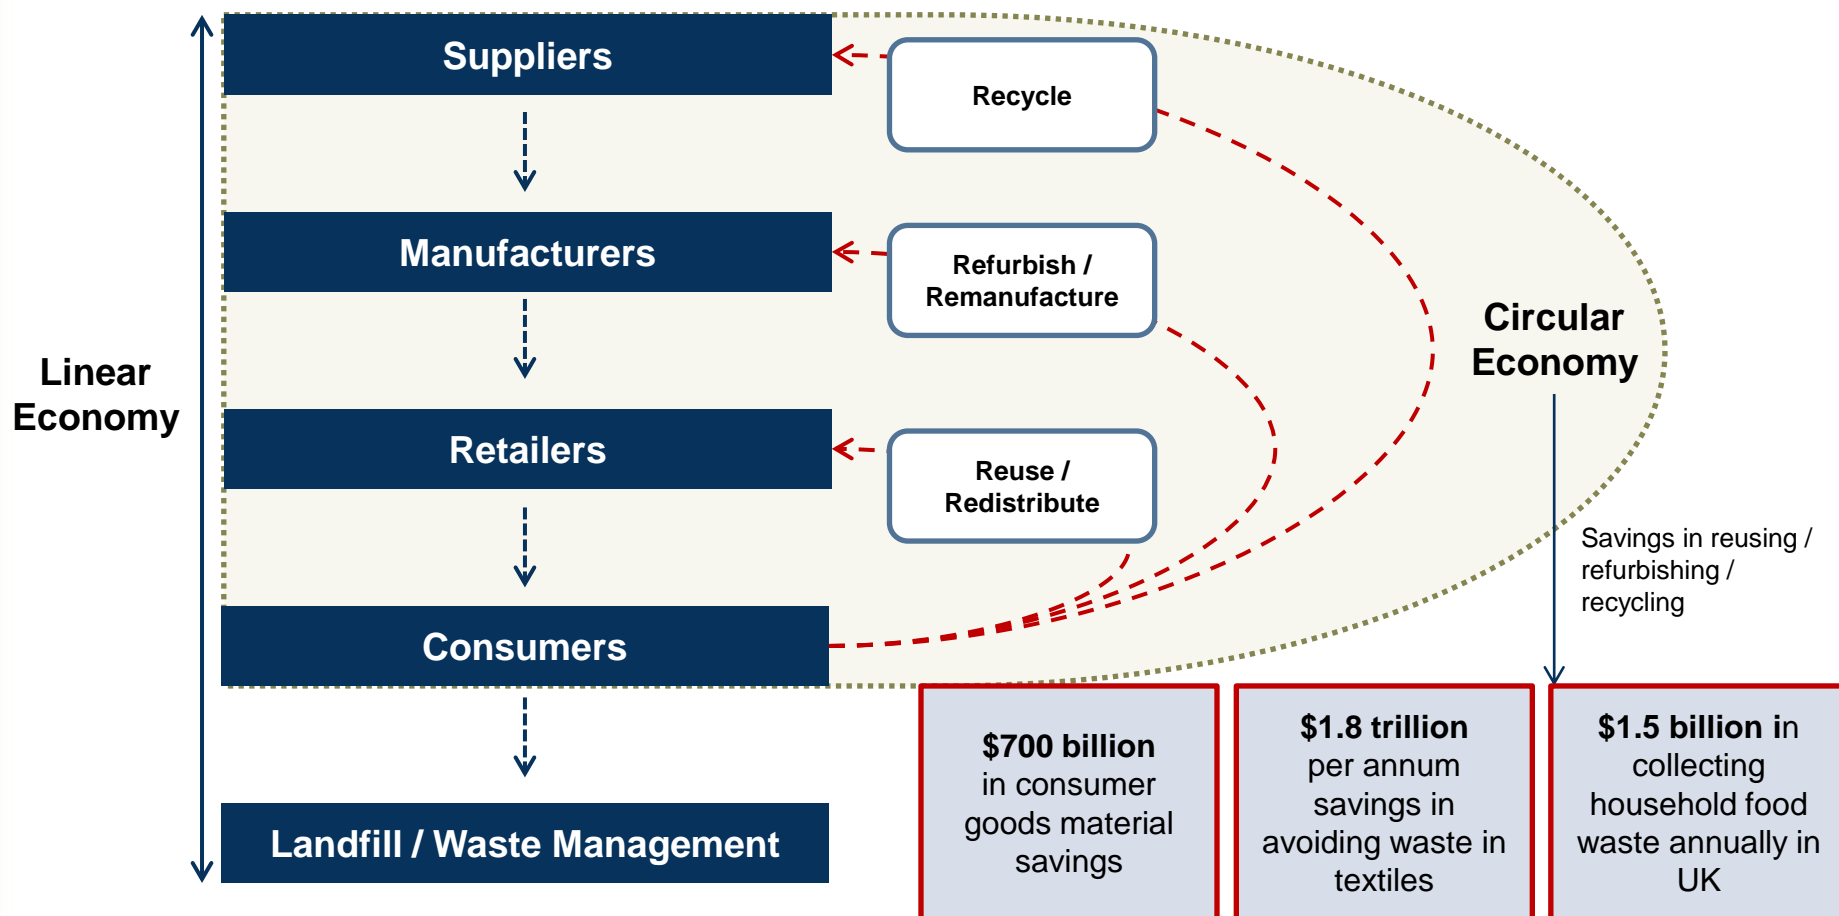 Suppliers
Recycle
Manufacturers
Refurbish /
Remanufacture
Circular
Economy
Linear
Economy
Retailers
Reuse /
Redistribute
Savings in reusing /
refurbishing /
recycling
Consumers
Landfill / Waste Management
$700 billion
in consumer
goods material
savings
$1.8 trillion
per annum
savings in
avoiding waste in
textiles
$1.5 billion in
collecting
household food
waste annually in
UK